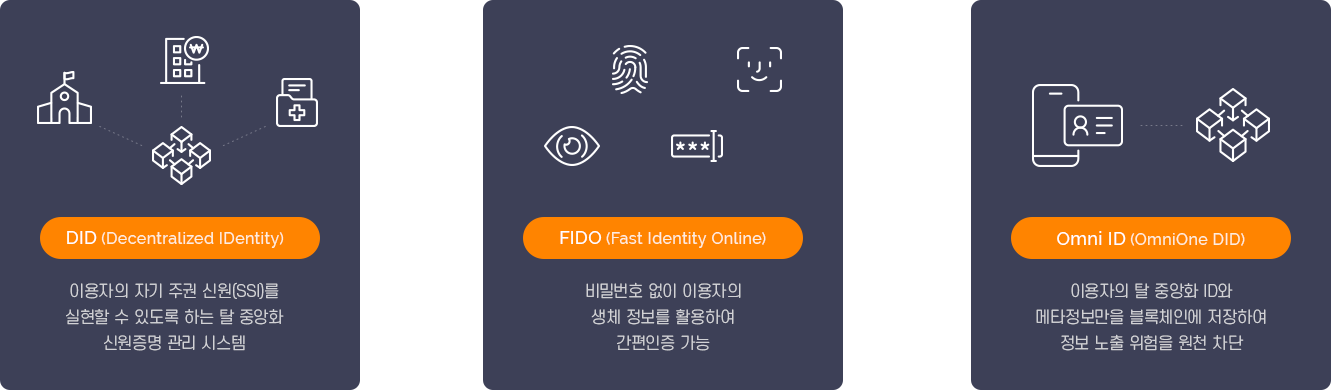 DID (Decentralized IDentity)
이용자의 자기 주권 신원(SSI)를
실현할 수 있도록 하는 탈 중앙화
신원증명 관리 시스템
FIDO (Fast Identity Online)
비밀번호 없이 이용자의
생체 정보를 활용하여
간편인증 가능
Omni ID (OmniOne DID)
이용자의 탈 중앙화 ID와
메타정보만을 블록체인에 저장하여
정보 노출 위험을 원천 차단